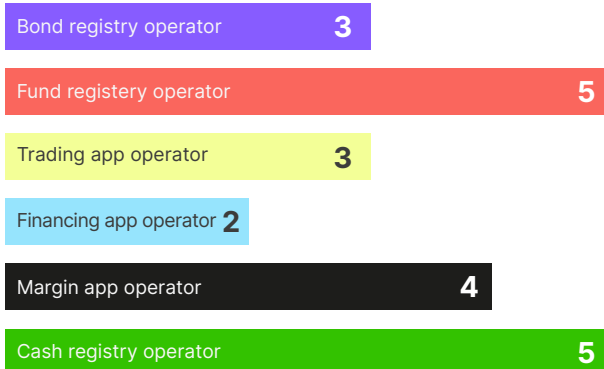 Bond registry operator 3
Fund registery operator 5
Trading app operator 3
Financing app operator 2
Margin app operator 4
Cash registry operator 5